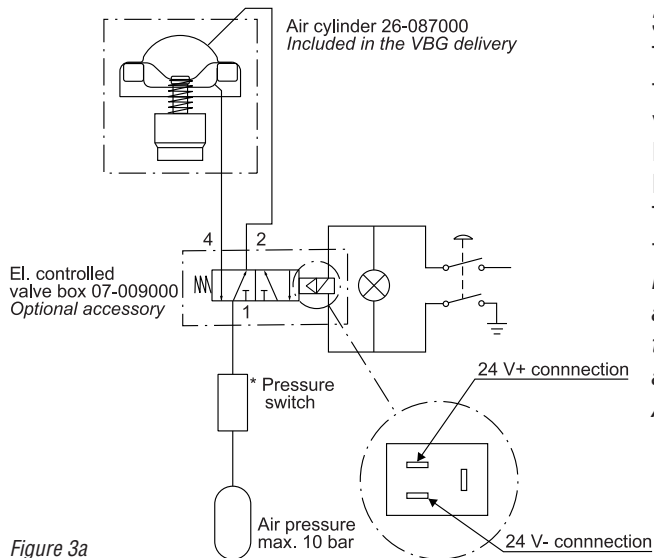 Air cylinder 26-087000
Included in the VBG delivery
4
2
El. controlled
valve box 07-009000
Optional accessory
1
* Pressure
switch
24 V+ connnection
Air pressure
max. 10 bar
24 V- connnection
Figure 3a